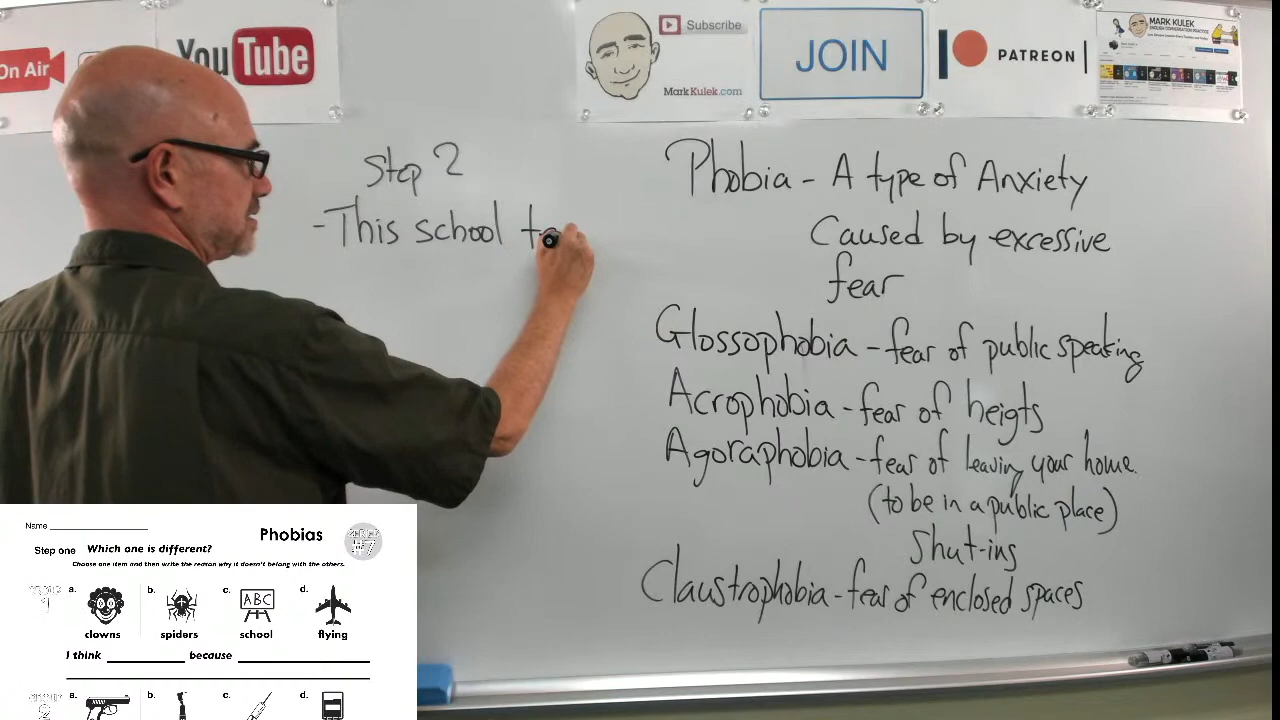 On Air
YouTube
Subscribe
MarkKulek.com
JOIN
PATREON
MARK KULEK
Step 2
- This school t
Phobia - A type of Anxiety
Caused by excessive
fear
Glossophobia - fear of public speaking
Acrophobia - fear of heigts
Agoraphobia - fear of leaving your home.
(to be in a public place)
Shut-ins
Claustrophobia - fear of enclosed spaces
Name
Phobias
#7
Step one Which one is different?
Choose one item and then write the reason why it doesn't belong with the others.
a. b. c. d.
ABC
clowns spiders school flying
I think because
a. b. c. d.